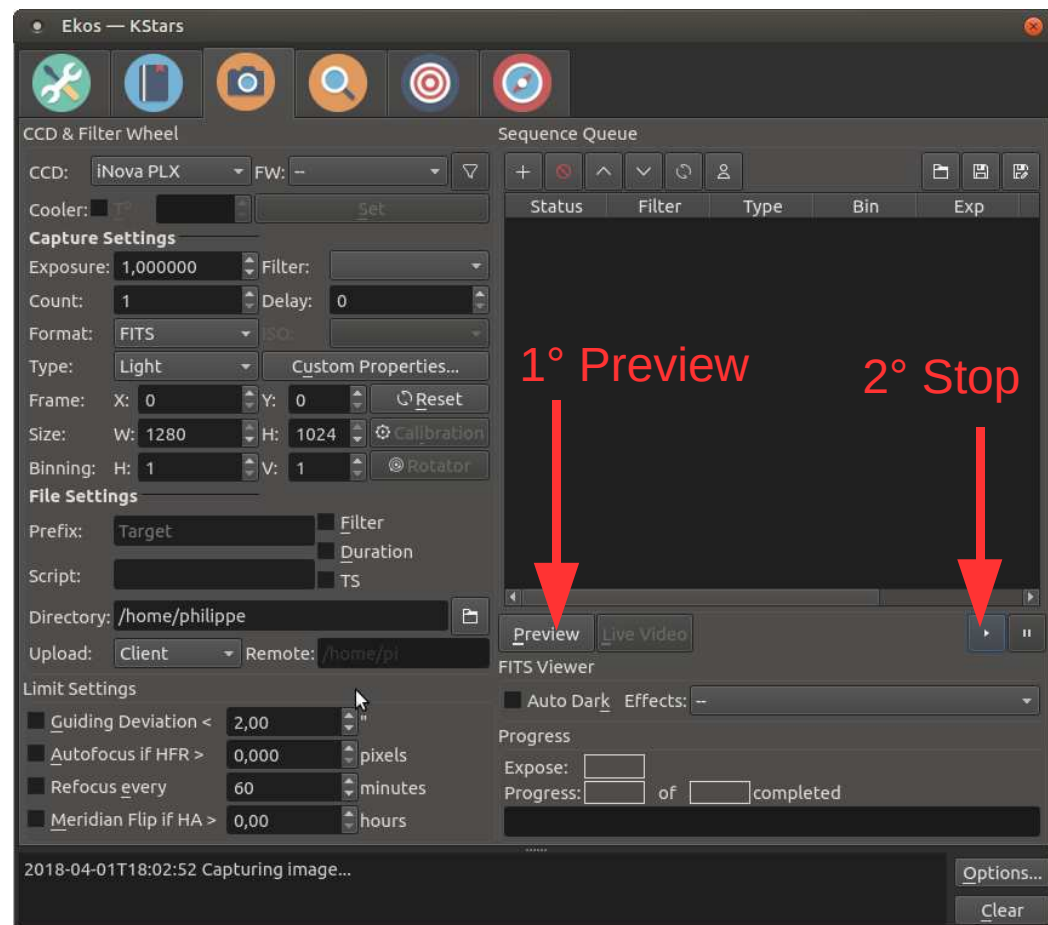 Ekos — KStars
CCD & Filter Wheel
CCD: iNova PLX FW: --
Cooler: T° Set
Capture Settings
Exposure: 1,000000 Filter:
Count: 1 Delay: 0
Format: FITS ISO:
Type: Light Custom Properties...
Frame: X: 0 Y: 0 Reset
Size: W: 1280 H: 1024 Calibration
Binning: H: 1 V: 1 Rotator
File Settings
Prefix: Target Filter
Duration
Script: TS
Directory: /home/philippe
Upload: Client Remote: /home/pi
Limit Settings
Guiding Deviation < 2,00 "
Autofocus if HFR > 0,000 pixels
Refocus every 60 minutes
Meridian Flip if HA > 0,00 hours
Sequence Queue
Status Filter Type Bin Exp
1° Preview
2° Stop
Preview Live Video
FITS Viewer
Auto Dark Effects: --
Progress
Expose:
Progress: of completed
2018-04-01T18:02:52 Capturing image...
Options...
Clear